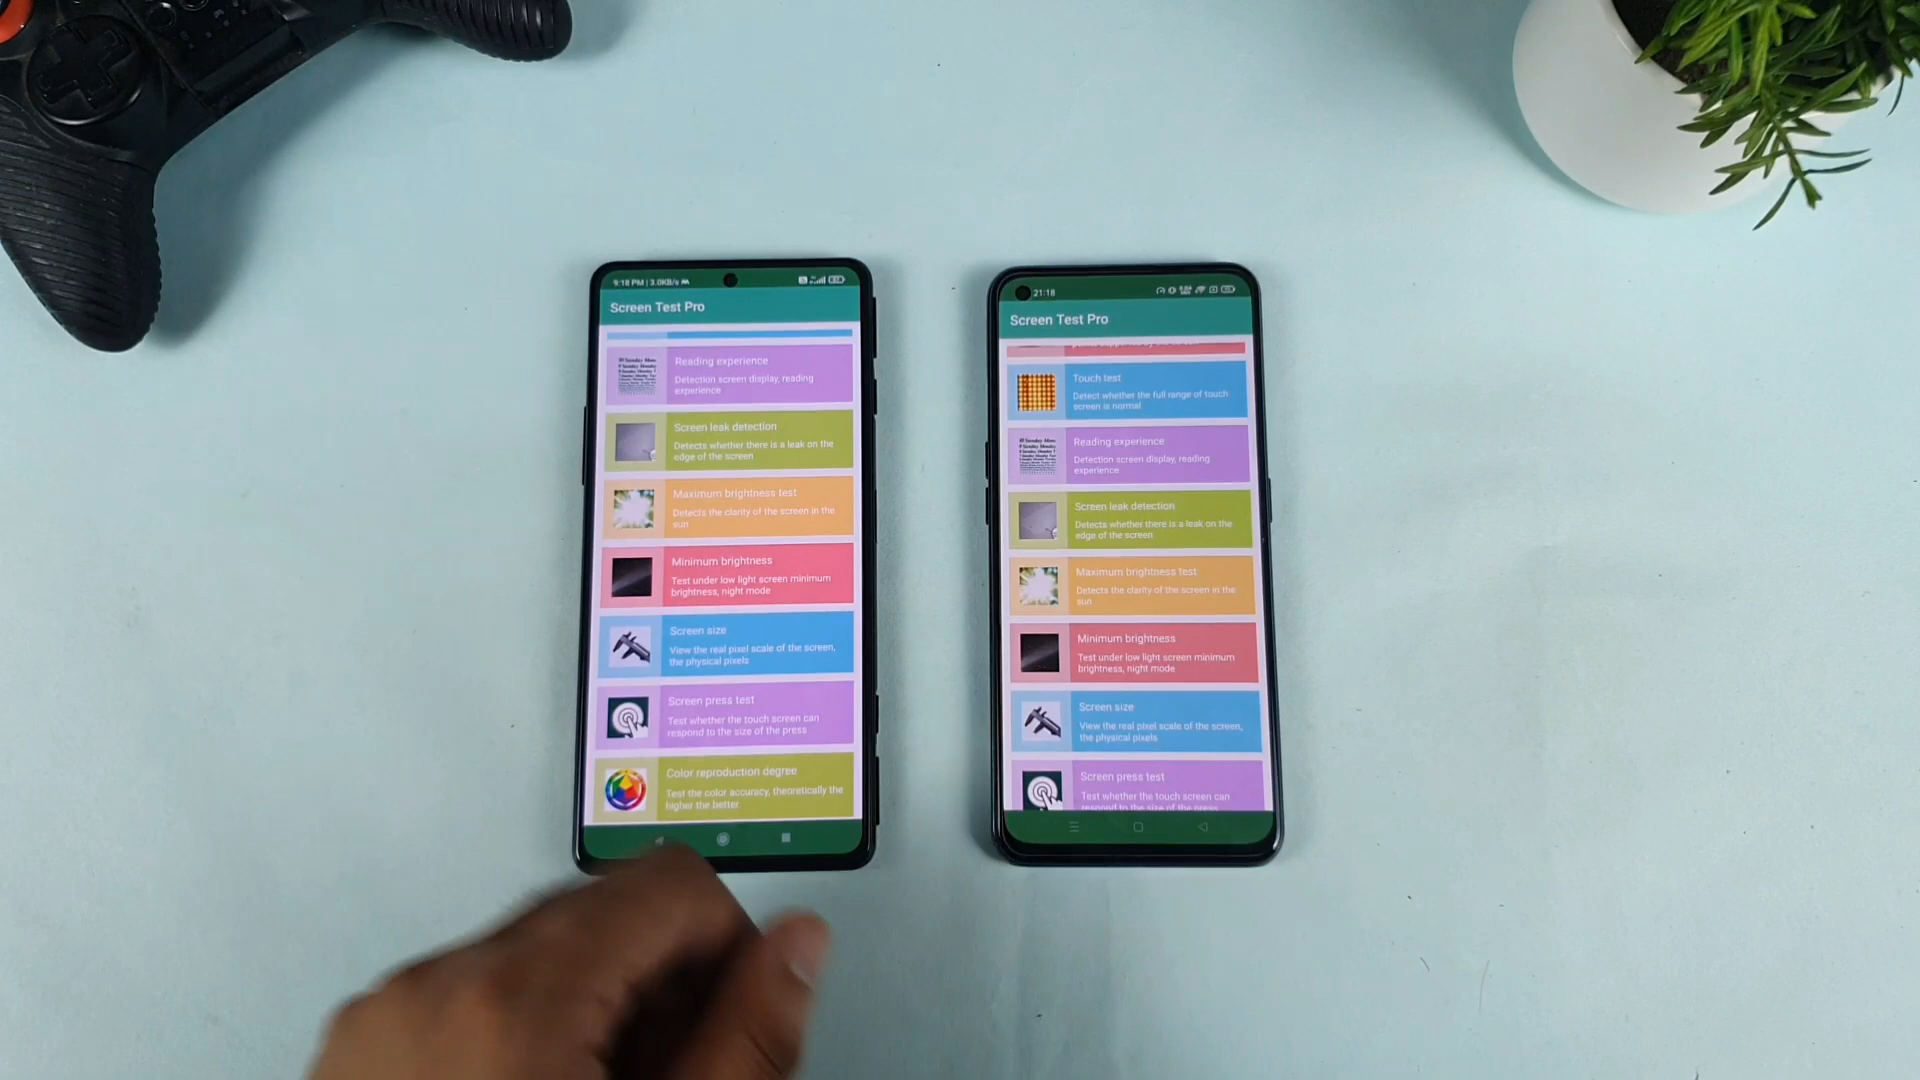 9:18 PM | 3.0KB/s
Screen Test Pro
Reading experience
Detection screen display, reading
experience
Screen leak detection
Detects whether there is a leak on the
edge of the screen
Maximum brightness test
Detects the clarity of the screen in the
sun
Minimum brightness
Test under low light screen minimum
brightness, night mode
Screen size
View the real pixel scale of the screen,
the physical pixels
Screen press test
Test whether the touch screen can
respond to the size of the press
Color reproduction degree
Test the color accuracy, theoretically the
higher the better.
21:18
Screen Test Pro
Touch test
Detect whether the full range of touch
screen is normal
Reading experience
Detection screen display, reading
experience
Screen leak detection
Detects whether there is a leak on the
edge of the screen
Maximum brightness test
Detects the clarity of the screen in the
sun
Minimum brightness
Test under low light screen minimum
brightness, night mode
Screen size
View the real pixel scale of the screen,
the physical pixels
Screen press test
Test whether the touch screen can
respond to the size of the press